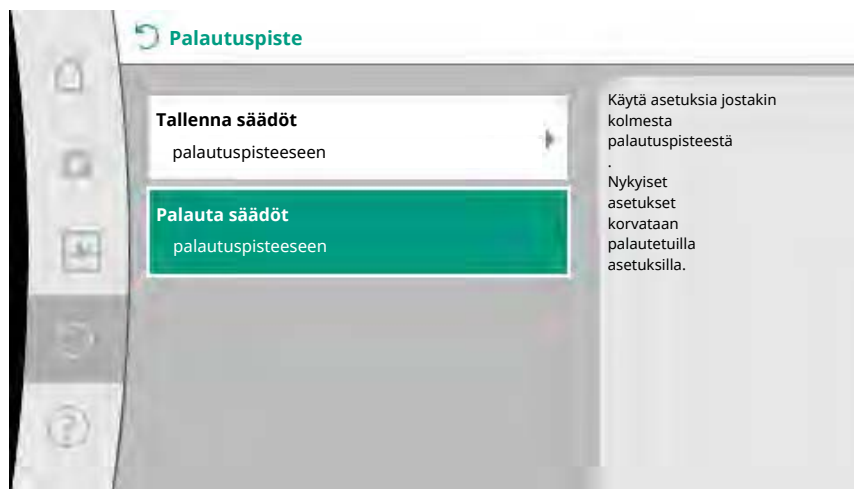 Palautuspiste
Tallenna säädöt
palautuspisteeseen
Palauta säädöt
palautuspisteeseen
Käytä asetuksia jostakin
kolmesta
palautuspisteestä
.
Nykyiset
asetukset
korvataan
palautetuilla
asetuksilla.